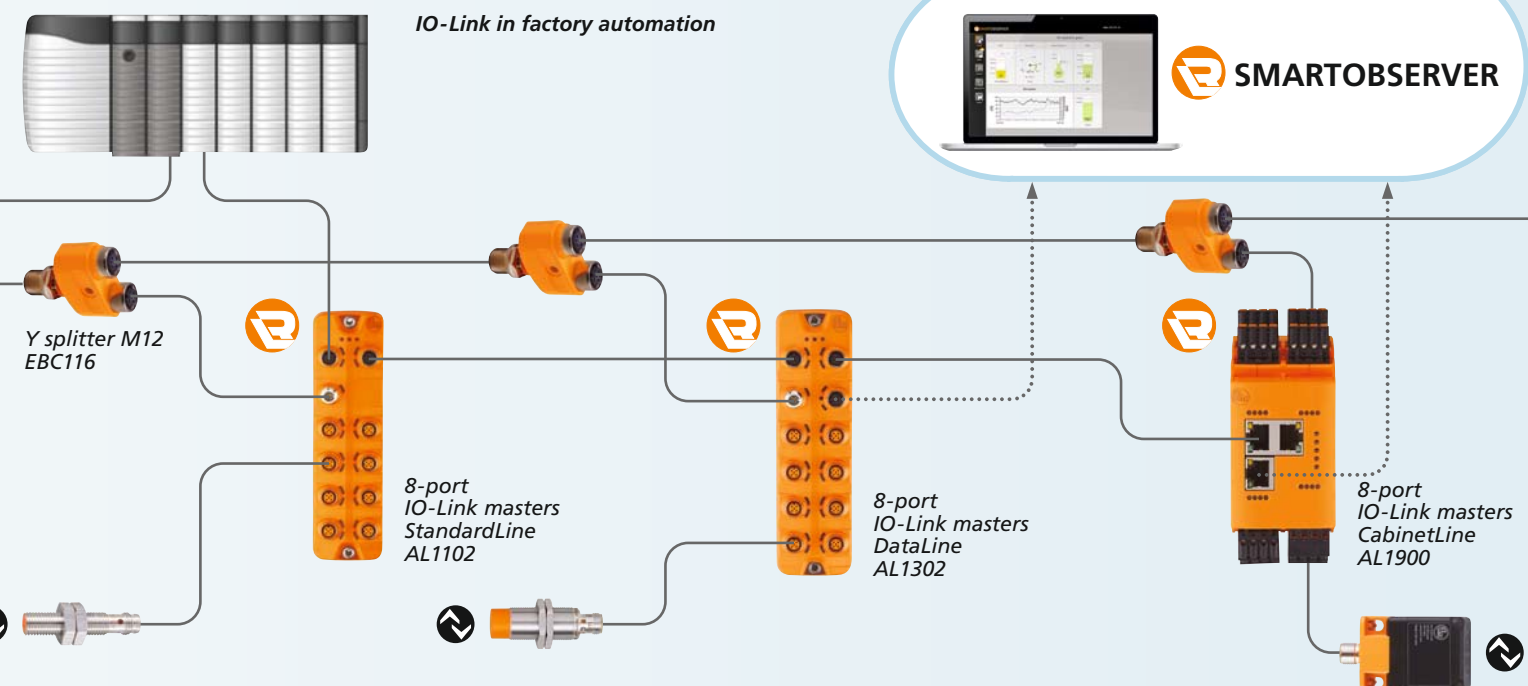 IO-Link in factory automation
SMARTOBSERVER
Y splitter M12
EBC116
8-port
IO-Link masters
StandardLine
AL1102
8-port
IO-Link masters
DataLine
AL1302
8-port
IO-Link masters
CabinetLine
AL1900